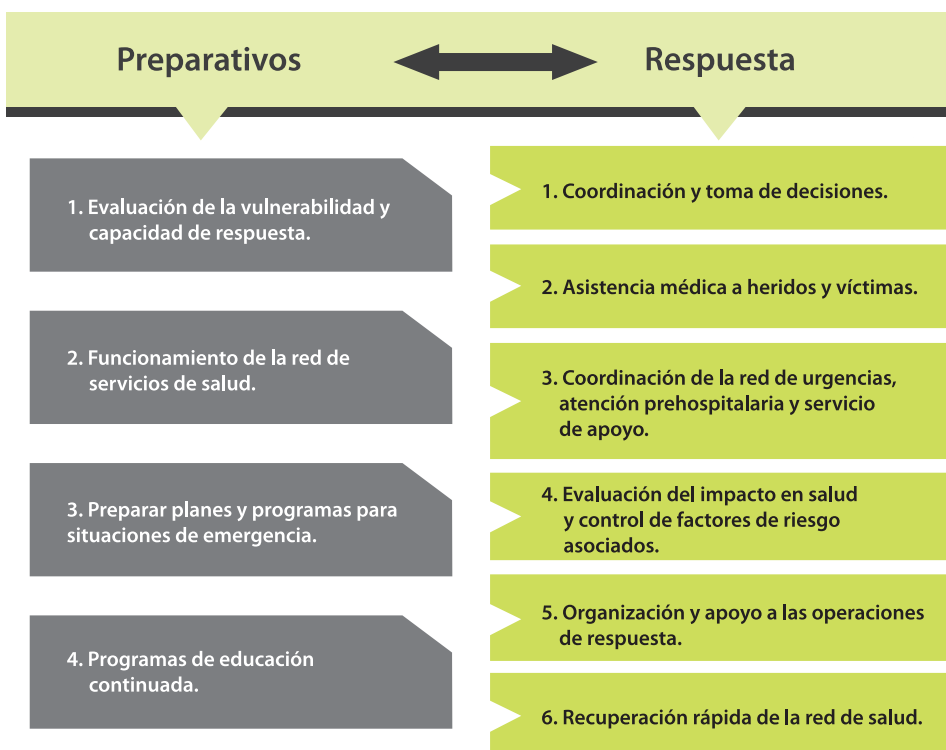 Preparativos
Respuesta
1. Evaluación de la vulnerabilidad y
capacidad de respuesta.
2. Funcionamiento de la red de
servicios de salud.
3. Preparar planes y programas para
situaciones de emergencia.
4. Programas de educación
continuada.
1. Coordinación y toma de decisiones.
2. Asistencia médica a heridos y víctimas.
3. Coordinación de la red de urgencias,
atención prehospitalaria y servicio
de apoyo.
4. Evaluación del impacto en salud
y control de factores de riesgo
asociados.
5. Organización y apoyo a las operaciones
de respuesta.
6. Recuperación rápida de la red de salud.